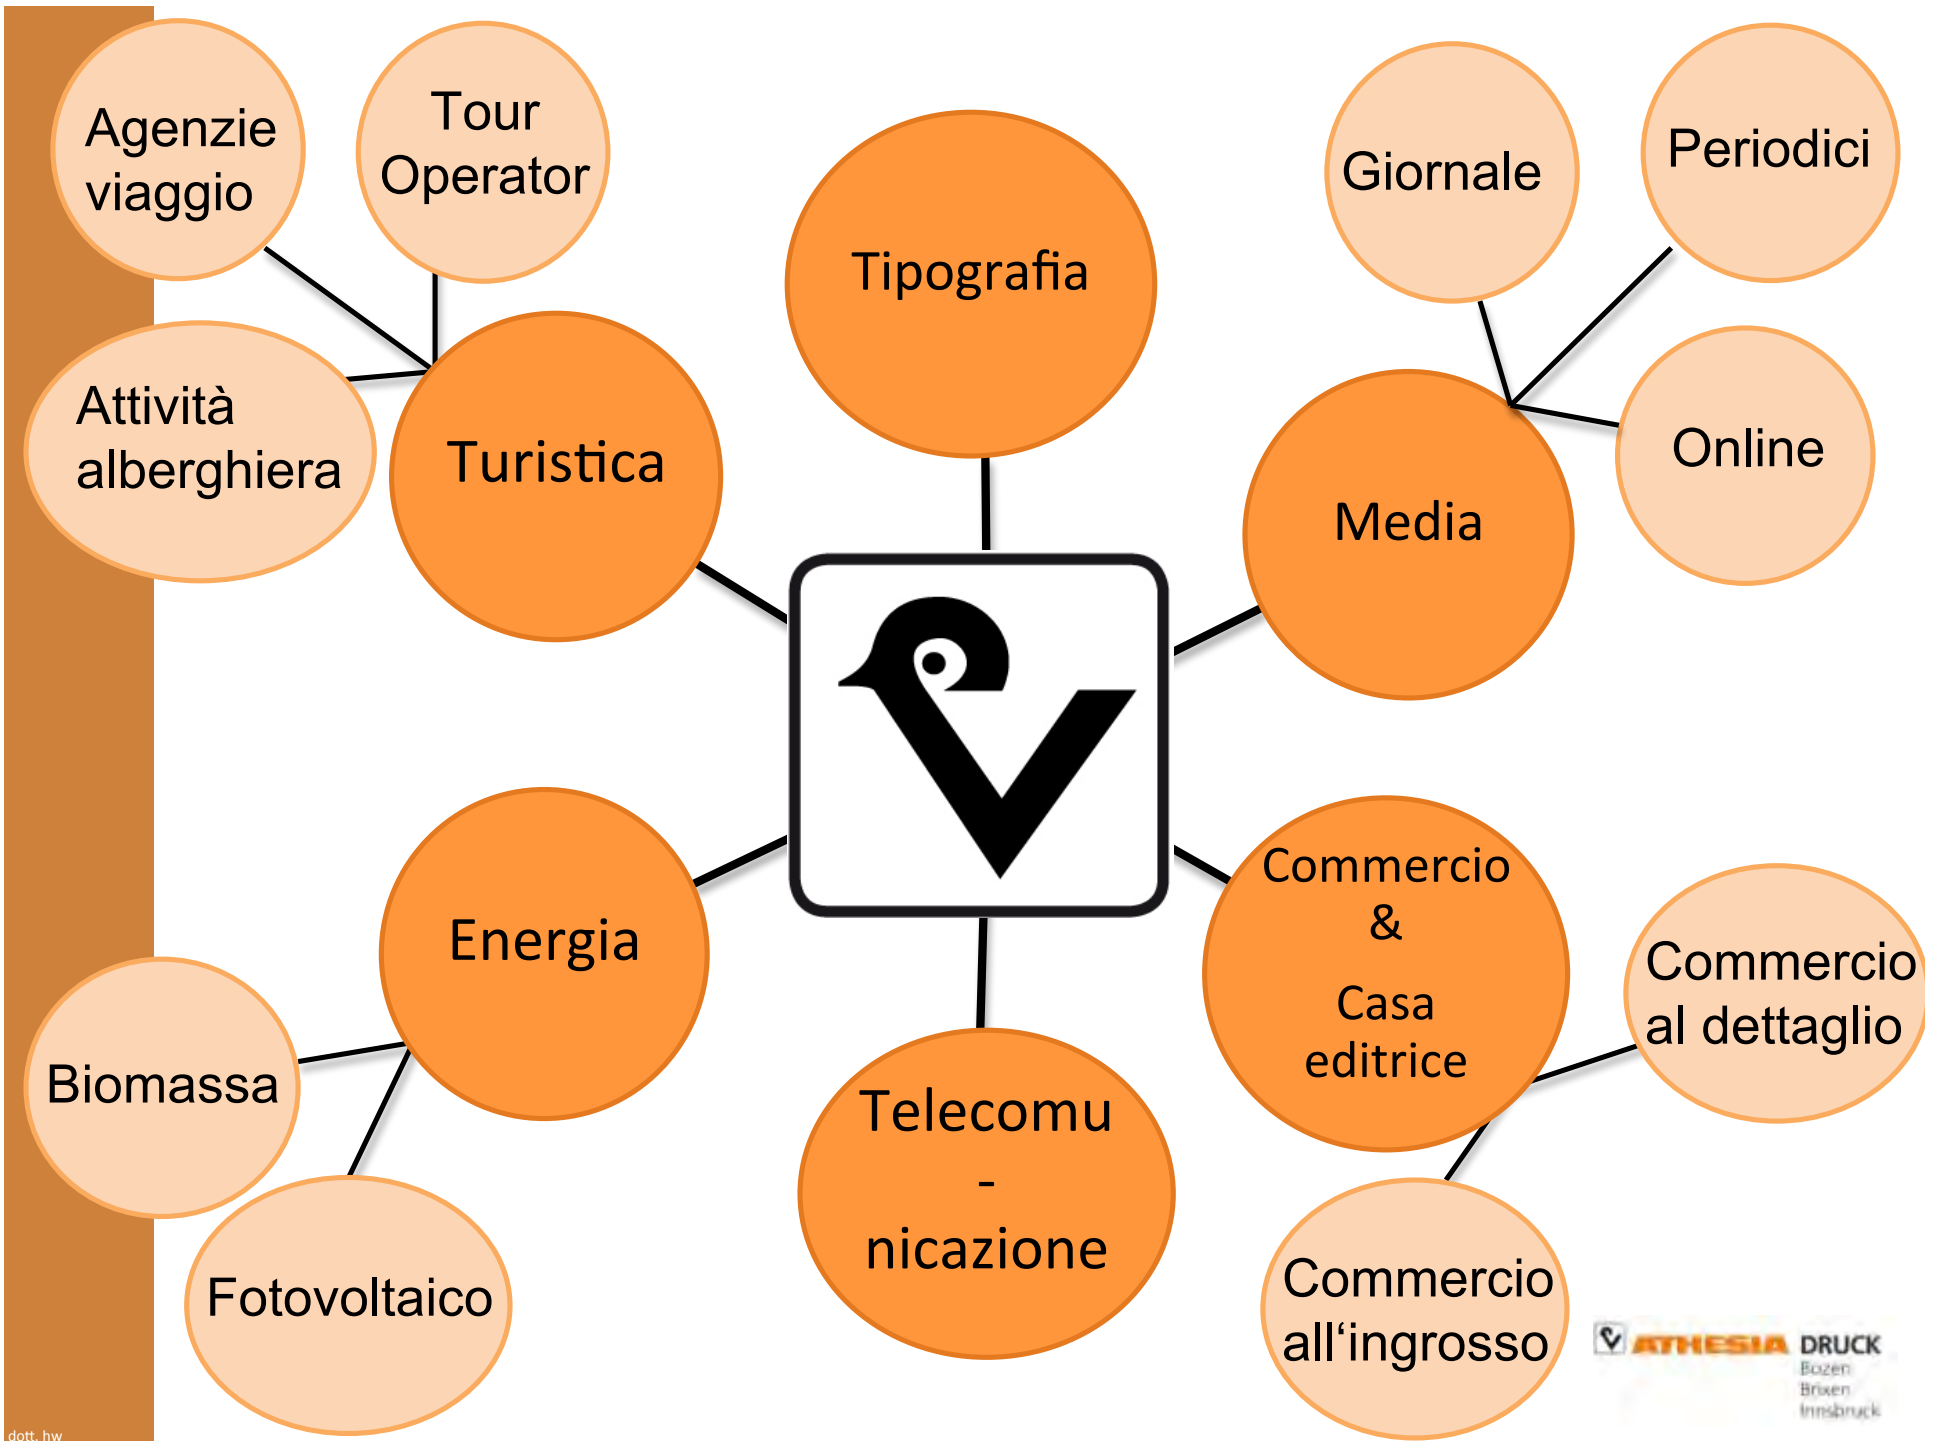 Agenzie
viaggio
Tour
Operator
Attività
alberghiera
Turistica
Tipografia
Giornale
Periodici
Online
Media
Energia
Biomassa
Fotovoltaico
Telecomu
-
nicazione
Commercio
&
Casa
editrice
Commercio
al dettaglio
Commercio
all‘ingrosso
ATHESIA DRUCK
Bozen
Brixen
Innsbruck
dott. hw